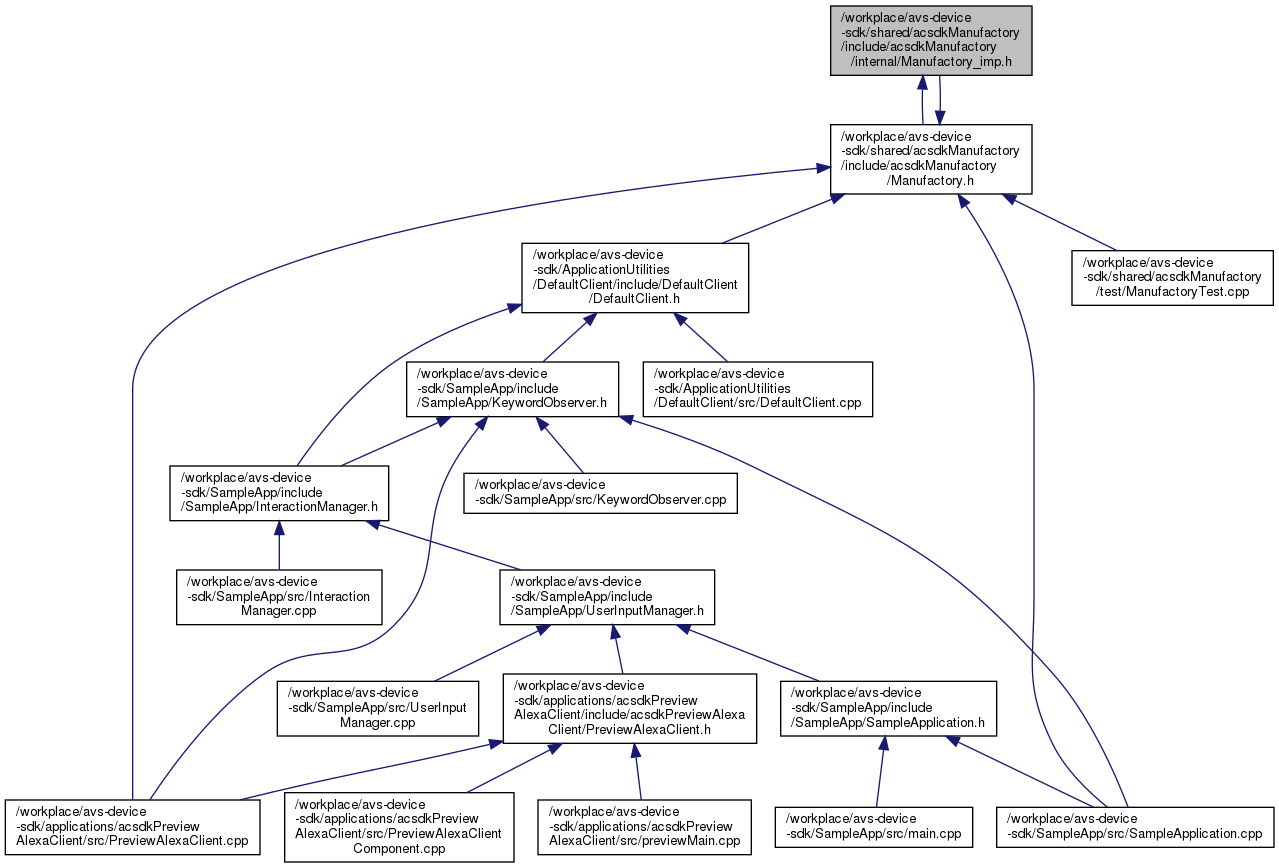 /workplace/avs-device
-sdk/shared/acsdkManufactory
/include/acsdkManufactory
/internal/Manufactory_imp.h
/workplace/avs-device
-sdk/shared/acsdkManufactory
/include/acsdkManufactory
/Manufactory.h
/workplace/avs-device
-sdk/ApplicationUtilities
/DefaultClient/include/DefaultClient
/DefaultClient.h
/workplace/avs-device
-sdk/shared/acsdkManufactory
/test/ManufactoryTest.cpp
/workplace/avs-device
-sdk/SampleApp/include
/SampleApp/KeywordObserver.h
/workplace/avs-device
-sdk/ApplicationUtilities
/DefaultClient/src/DefaultClient.cpp
/workplace/avs-device
-sdk/SampleApp/include
/SampleApp/InteractionManager.h
/workplace/avs-device
-sdk/SampleApp/src/KeywordObserver.cpp
/workplace/avs-device
-sdk/SampleApp/src/Interaction
Manager.cpp
/workplace/avs-device
-sdk/SampleApp/include
/SampleApp/UserInputManager.h
/workplace/avs-device
-sdk/SampleApp/src/UserInput
Manager.cpp
/workplace/avs-device
-sdk/applications/acsdkPreview
AlexaClient/include/acsdkPreviewAlexa
Client/PreviewAlexaClient.h
/workplace/avs-device
-sdk/SampleApp/include
/SampleApp/SampleApplication.h
/workplace/avs-device
-sdk/applications/acsdkPreview
AlexaClient/src/PreviewAlexaClient.cpp
/workplace/avs-device
-sdk/applications/acsdkPreview
AlexaClient/src/PreviewAlexaClient
Component.cpp
/workplace/avs-device
-sdk/applications/acsdkPreview
AlexaClient/src/previewMain.cpp
/workplace/avs-device
-sdk/SampleApp/src/main.cpp
/workplace/avs-device
-sdk/SampleApp/src/SampleApplication.cpp